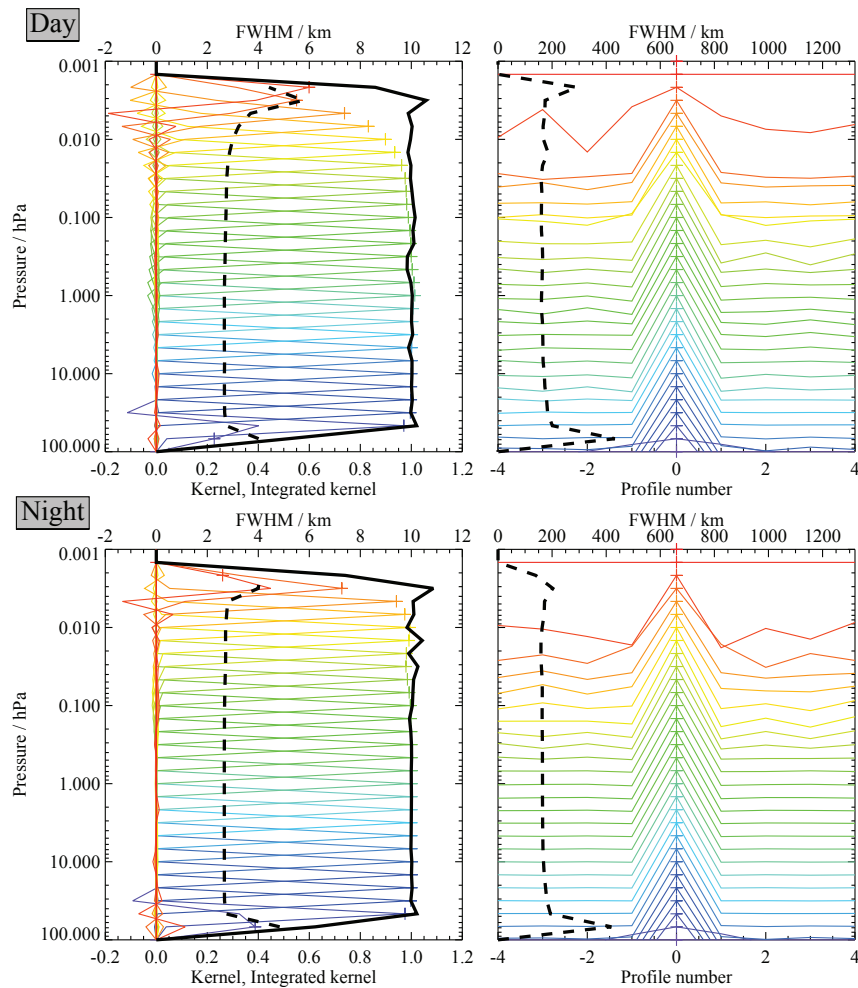 Day
FWHM / km
FWHM / km
-2 0 2 4 6 8 10 12
0 200 400 600 800 1000 1200
Pressure / hPa
0.001
0.010
0.100
1.000
10.000
100.000
-0.2 0.0 0.2 0.4 0.6 0.8 1.0 1.2
-4 -2 0 2 4
Kernel, Integrated kernel
Profile number
Night
FWHM / km
FWHM / km
-2 0 2 4 6 8 10 12
0 200 400 600 800 1000 1200
Pressure / hPa
0.001
0.010
0.100
1.000
10.000
100.000
-0.2 0.0 0.2 0.4 0.6 0.8 1.0 1.2
-4 -2 0 2 4
Kernel, Integrated kernel
Profile number